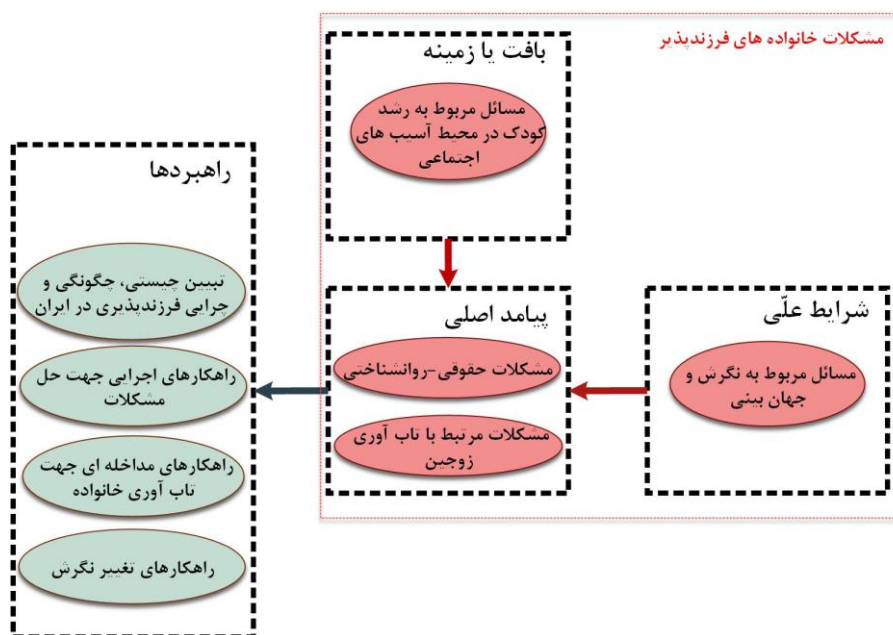 مشکلات خانواده های فرزندپذیر
بافت یا زمینه
مسائل مربوط به رشد
کودک در محیط آسیب های
اجتماعی
شرایط علّی
مسائل مربوط به نگرش و
جهان بینی
پیامد اصلی
مشکلات حقوقی-روانشناختی
مشکلات مرتبط با تاب آوری
زوجین
راهبردها
تبیین چیستی، چگونگی و
چرایی فرزندپذیری در ایران
راهکارهای اجرایی جهت حل
مشکلات
راهکارهای مداخله ای جهت
تاب آوری خانواده
راهکارهای تغییر نگرش